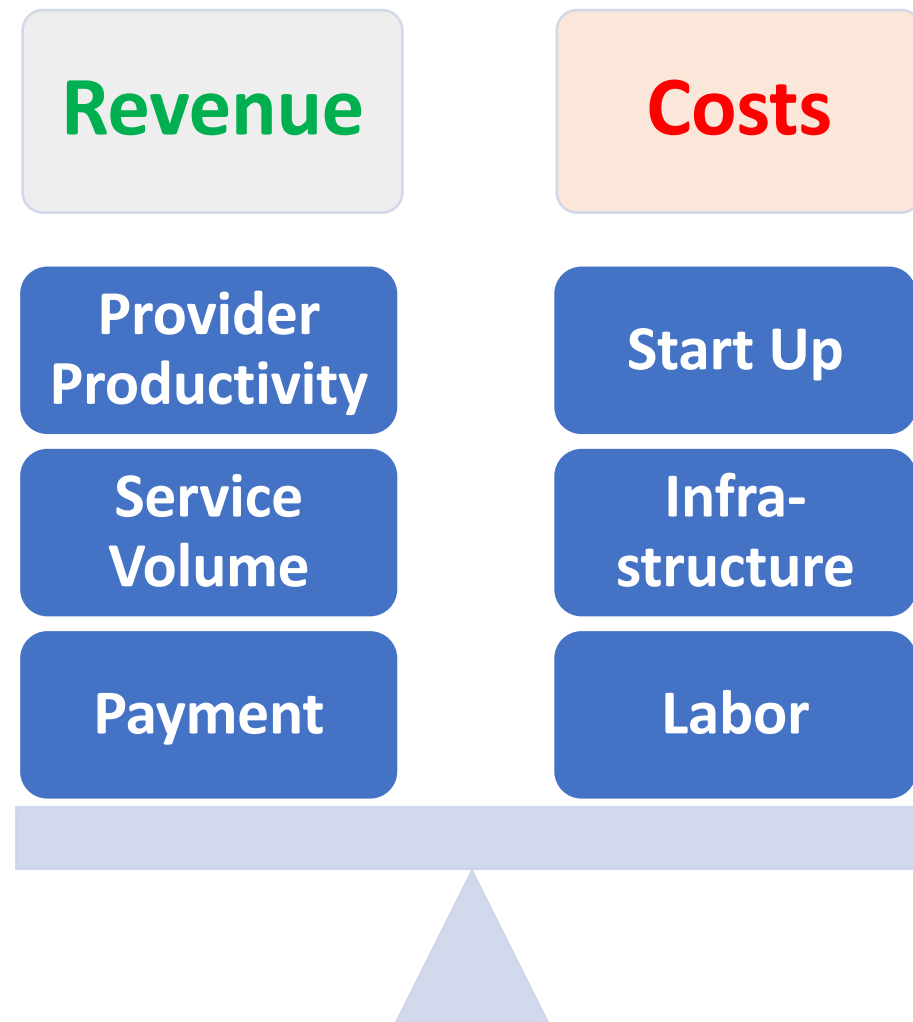 Revenue
Costs
Provider
Productivity
Start Up
Service
Volume
Infra-
structure
Payment
Labor